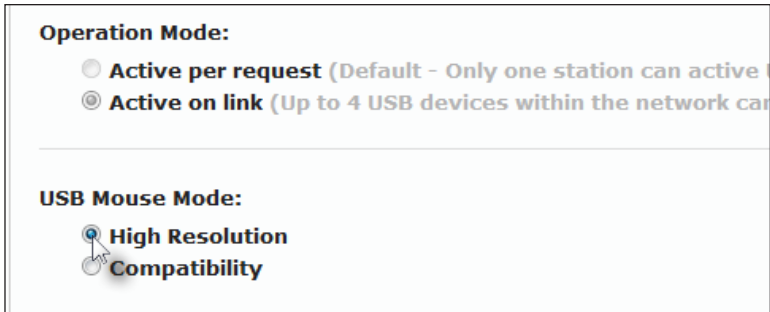 Operation Mode:
Active per request (Default - Only one station can active
Active on link (Up to 4 USB devices within the network
USB Mouse Mode:
High Resolution
Compatibility